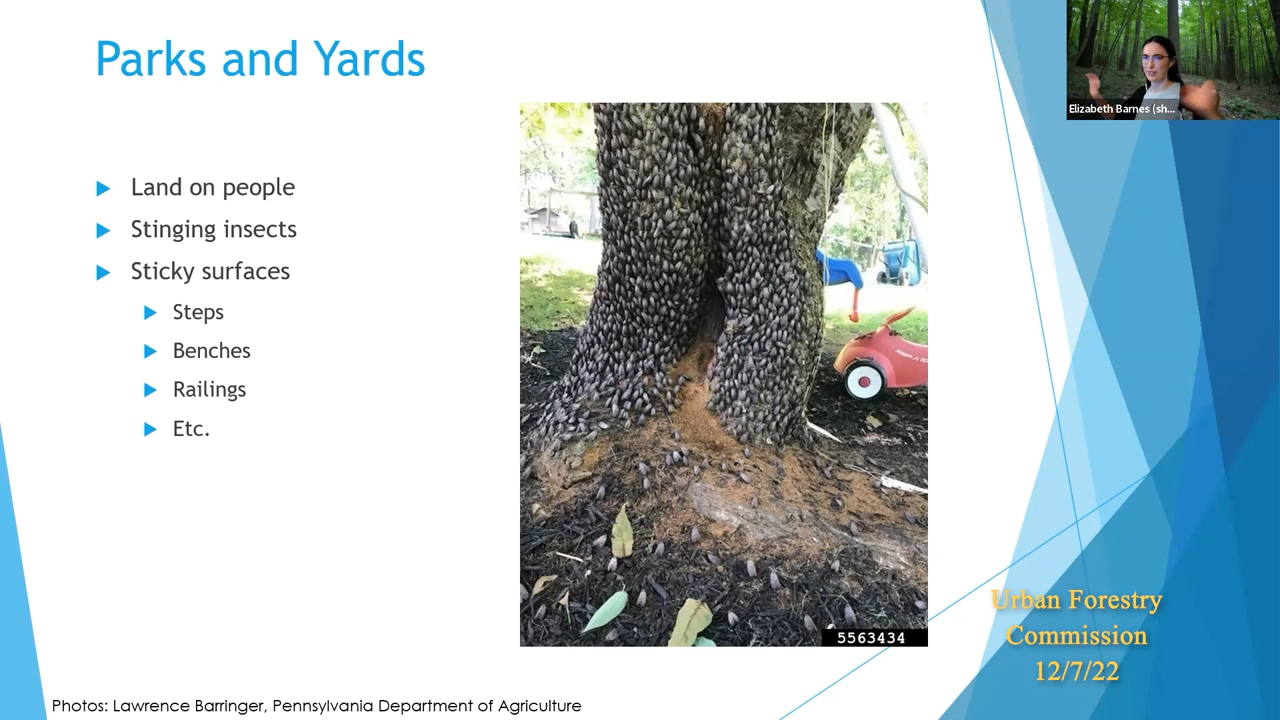 Parks and Yards
Elizabeth Barnes (sh...
Land on people
Stinging insects
Sticky surfaces
Steps
Benches
Railings
Etc.
5563434
Urban Forestry
Commission
12/7/22
Photos: Lawrence Barringer, Pennsylvania Department of Agriculture